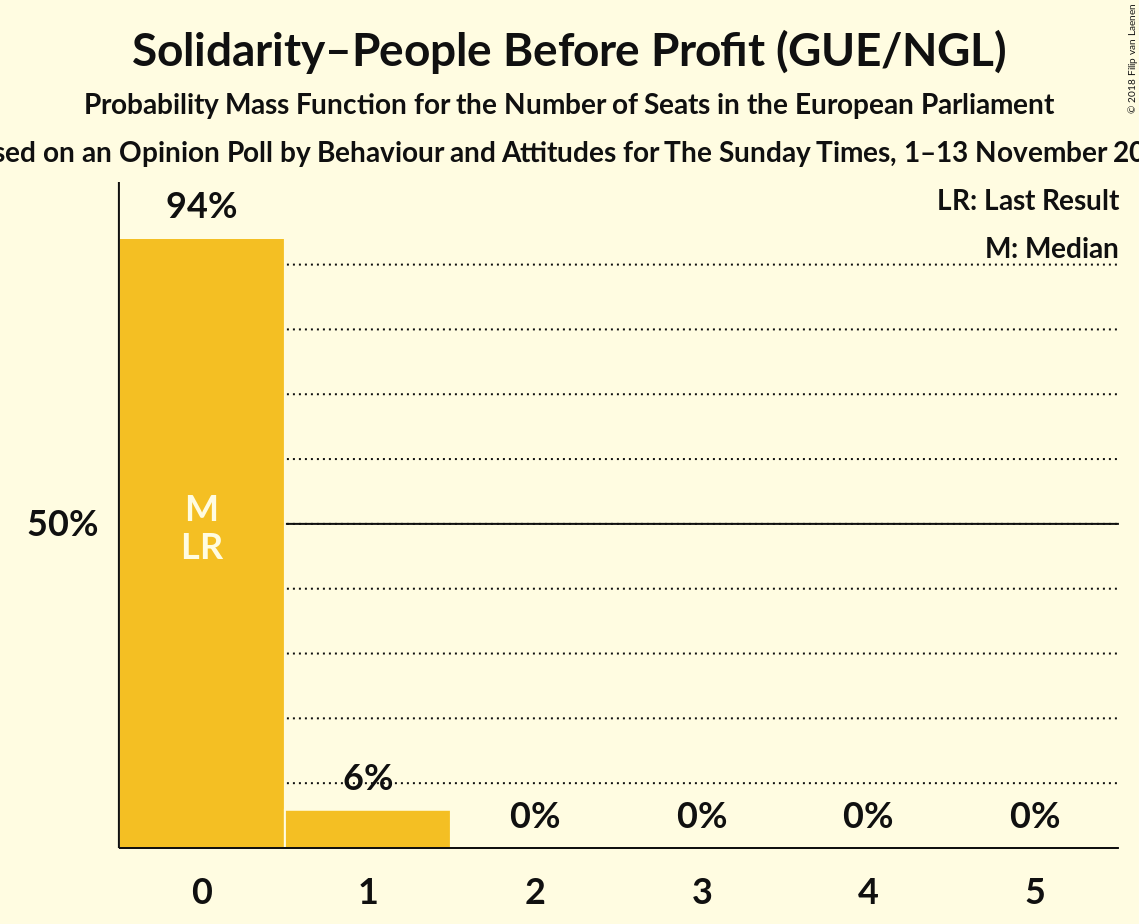 Solidarity–People Before Profit (GUE/NGL)
Probability Mass Function for the Number of Seats in the European Parliament
on an Opinion Poll by Behaviour and Attitudes for The Sunday Times, 1–13 November
© 2018 Filip van Laenen
LR: Last Result
M: Median
94%
50%
M
LR
6%
0% 0% 0% 0%
0 1 2 3 4 5